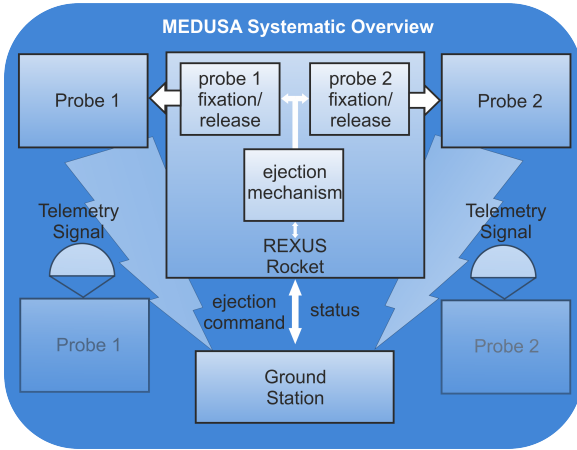 MEDUSA Systematic Overview
Probe 1
probe 1
fixation/
release
probe 2
fixation/
release
Probe 2
ejection
mechanism
REXUS
Rocket
Telemetry
Signal
Telemetry
Signal
ejection
command
status
Probe 1
Probe 2
Ground
Station